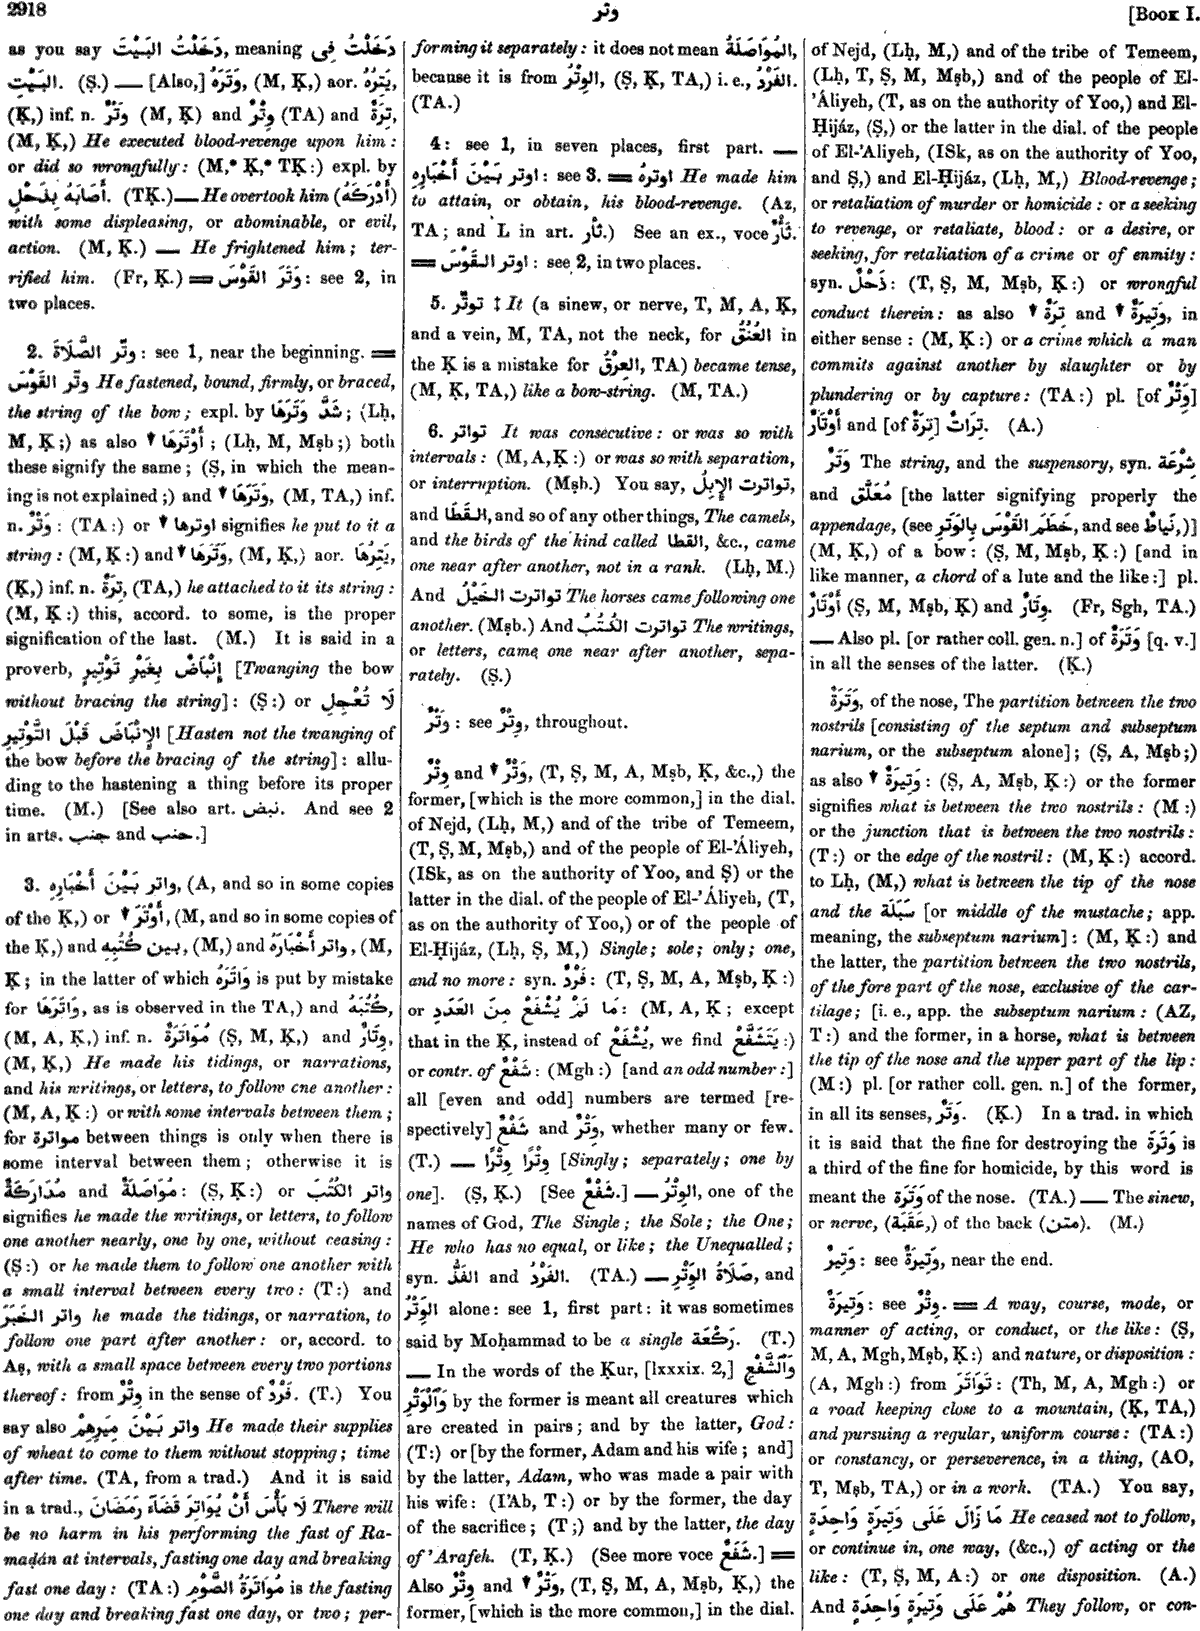 2918
وتر
[Book I.
as you say دَخَلْتُ البَيْتَ, meaning دَخَلْتُ فِى
البَيْتِ. (Ṣ.) — [Also,] وَتَرَهُ, (M, Ḳ,) aor. يَتِرُهُ,
(Ḳ,) inf. n. وَتْرٌ (M, Ḳ) and وِتْرٌ (TA) and تِرَةٌ,
(M, Ḳ,) He executed blood-revenge upon him:
or did so wrongfully: (M,* Ḳ,* TḲ:) expl. by
أَصَابَهُ بِذَحْلٍ. (TḲ.) — He overtook him (أَدْرَكَهُ)
with some displeasing, or abominable, or evil,
action. (M, Ḳ.) — He frightened him; ter-
rified him. (Fr, Ḳ.) = وَتَرَ القَوْسَ: see 2, in
two places.
2. وتّر الصَّلَاةَ: see 1, near the beginning. =
وتّر القَوْسَ He fastened, bound, firmly, or braced,
the string of the bow; expl. by شَدَّ وَتَرَهَا; (Lḥ,
M, Ḳ;) as also ↓ أَوْتَرَهَا; (Lḥ, M, Mṣb;) both
these signify the same; (Ṣ, in which the mean-
ing is not explained;) and ↓ وَتَرَهَا, (M, TA,) inf.
n. وَتْرٌ: (TA:) or ↓ اوترها signifies he put to it a
string: (M, Ḳ:) and ↓ وَتَرَهَا, (M, Ḳ,) aor. يَتِرُهَا,
(Ḳ,) inf. n. تِرَةٌ, (TA,) he attached to it its string:
(M, Ḳ:) this, accord. to some, is the proper
signification of the last. (M.) It is said in a
proverb, إِنْبَاضٌ بِغَيْرِ تَوْتِيرٍ [Twanging the bow
without bracing the string]: (Ṣ:) or لَا تُعْجِلِ
الإِنْبَاضَ قَبْلَ التَّوْتِيرِ [Hasten not the twanging of
the bow before the bracing of the string]: allu-
ding to the hastening a thing before its proper
time. (M.) [See also art. نبض. And see 2
in arts. جنب and حنب.]
3. واتر بَيْنَ أَخْبَارِهِ, (A, and so in some copies
of the Ḳ,) or ↓ أَوْتَرَ, (M, and so in some copies of
the Ḳ,) and بين كُتُبِهِ, (M,) and واتر أَخْبَارَهُ, (M,
Ḳ; in the latter of which وَاتَرَهُ is put by mistake
for وَاتَرَهَا, as is observed in the TA,) and كُتُبَهُ,
(M, A, Ḳ,) inf. n. مُوَاتَرَةٌ (Ṣ, M, Ḳ,) and وِتَارٌ,
(M, Ḳ,) He made his tidings, or narrations,
and his writings, or letters, to follow one another:
(M, A, Ḳ:) or with some intervals between them;
for مواترة between things is only when there is
some interval between them; otherwise it is
مُدَارَكَةٌ and مُوَاصَلَةٌ: (Ṣ, Ḳ:) or واتر الكُتُبَ
signifies he made the writings, or letters, to follow
one another nearly, one by one, without ceasing:
(Ṣ:) or he made them to follow one another with
a small interval between every two: (T:) and
واتر الخَبَرَ he made the tidings, or narration, to
follow one part after another: or, accord. to
Aṣ, with a small space between every two portions
thereof: from وِتْرٌ in the sense of فَرْدٌ. (T.) You
say also واتر بَيْنَ مِيَرِهِمْ He made their supplies
of wheat to come to them without stopping; time
after time. (TA, from a trad.) And it is said
in a trad., لَا بَأْسَ أَنْ يُوَاتِرَ قَضَآءَ رَمَضَانَ There will
be no harm in his performing the fast of Ra-
maḍán at intervals, fasting one day and breaking
fast one day: (TA:) مُوَاتَرَةُ الصَّوْمِ is the fasting
one day and breaking fast one day, or two; per-
forming it separately: it does not mean المُوَاصَلَةُ,
because it is from الوِتْرُ, (Ṣ, Ḳ, TA,) i. e., الفَرْدُ.
(TA.)
4: see 1, in seven places, first part. —
اوتر بَيْنَ أَخْبَارِهِ: see 3. = اوترهُ He made him
to attain, or obtain, his blood-revenge. (Az,
TA; and L in art. ثأر.) See an ex., voce ثَأْرٌ.
= اوتر القَوْسَ: see 2, in two places.
5. توتّر ‡ It (a sinew, or nerve, T, M, A, Ḳ,
and a vein, M, TA, not the neck, for العُنُقُ in
the Ḳ is a mistake for العِرْقُ, TA) became tense,
(M, Ḳ, TA,) like a bow-string. (M, TA.)
6. تواتر It was consecutive: or was so with
intervals: (M, A, Ḳ:) or was so with separation,
or interruption. (Mṣb.) You say, تواترت الإِبِلُ,
and القَطَا, and so of any other things, The camels,
and the birds of the kind called القطا, &c., came
one near after another, not in a rank. (Lḥ, M.)
And تواترت الخَيْلُ The horses came following one
another. (Mṣb.) And تواترت الكُتُبُ The writings,
or letters, came one near after another, sepa-
rately. (Ṣ.)
وَتْرٌ: see وِتْرٌ, throughout.
وِتْرٌ and ↓ وَتْرٌ, (T, Ṣ, M, A, Mṣb, Ḳ, &c.,) the
former, [which is the more common,] in the dial.
of Nejd, (Lḥ, M,) and of the tribe of Temeem,
(T, Ṣ, M, Mṣb,) and of the people of El-'Áliyeh,
(ISk, as on the authority of Yoo, and Ṣ) or the
latter in the dial. of the people of El-'Áliyeh, (T,
as on the authority of Yoo,) or of the people of
El-Ḥijáz, (Lḥ, Ṣ, M,) Single; sole; only; one,
and no more: syn. فَرْدٌ: (T, Ṣ, M, A, Mṣb, Ḳ:)
or مَا لَمْ يُشْفَعْ مِنَ العَدَدِ: (M, A, Ḳ; except
that in the Ḳ, instead of يُشْفَعْ, we find يَتَشَفَّعْ:)
or contr. of شَفْعٌ: (Mgh:) [and an odd number:]
all [even and odd] numbers are termed [re-
spectively] شَفْعٌ and وِتْرٌ, whether many or few.
(T.) — وِتْرًا وِتْرًا [Singly; separately; one by
one]. (Ṣ, Ḳ.) [See شَفْعٌ.] — الوِتْرُ, one of the
names of God, The Single; the Sole; the One;
He who has no equal, or like; the Unequalled;
syn. الفَذُّ and الفَرْدُ. (TA.) — صَلَاةُ الوِتْرِ, and
الوِتْرُ alone: see 1, first part: it was sometimes
said by Moḥammad to be a single رَكْعَة. (T.)
— In the words of the Ḳur, [lxxxix. 2,] وَٱلشَّفْعِ
وَٱلْوَتْرِ by the former is meant all creatures which
are created in pairs; and by the latter, God:
(T:) or [by the former, Adam and his wife; and]
by the latter, Adam, who was made a pair with
his wife: (I'Ab, T:) or by the former, the day
of the sacrifice; (T;) and by the latter, the day
of 'Arafeh. (T, Ḳ.) (See more voce شَفْعٌ.] =
Also وِتْرٌ and ↓ وَتْرٌ, (T, Ṣ, M, A, Mṣb, Ḳ,) the
former, [which is the more common,] in the dial.
of Nejd, (Lḥ, M,) and of the tribe of Temeem,
(Lḥ, T, Ṣ, M, Mṣb,) and of the people of El-
'Áliyeh, (T, as on the authority of Yoo,) and El-
Ḥijáz, (Ṣ,) or the latter in the dial. of the people
of El-'Aliyeh, (ISk, as on the authority of Yoo,
and Ṣ,) and El-Ḥijáz, (Lḥ, M,) Blood-revenge;
or retaliation of murder or homicide: or a seeking
to revenge, or retaliate, blood: or a desire, or
seeking, for retaliation of a crime or of enmity:
syn. ذَحْلٌ: (T, Ṣ, M, Mṣb, Ḳ:) or wrongful
conduct therein: as also ↓ تِرَةٌ and ↓ وَتِيرَةٌ, in
either sense: (M, Ḳ:) or a crime which a man
commits against another by slaughter or by
plundering or by capture: (TA:) pl. [of وِتْرٌ]
أَوْتَارٌ and [of تِرَةٌ] تِرَاتٌ. (A.)
وَتَرٌ The string, and the suspensory, syn. شِرْعَة
and مُعَلَّق [the latter signifying properly the
appendage, (see خَطَمَ القَوْسَ بِالوَتَرِ, and see نِيَاطٌ,)]
(M, Ḳ,) of a bow: (Ṣ, M, Mṣb, Ḳ:) [and in
like manner, a chord of a lute and the like:] pl.
أَوْتَارٌ (Ṣ, M, Mṣb, Ḳ) and وِتَارٌ. (Fr, Sgh, TA.)
— Also pl. [or rather coll. gen. n.] of وَتَرَةٌ [q. v.]
in all the senses of the latter. (Ḳ.)
وَتَرَةٌ, of the nose, The partition between the two
nostrils [consisting of the septum and subseptum
narium, or the subseptum alone]; (Ṣ, A, Mṣb;)
as also ↓ وَتِيرَةٌ: (Ṣ, A, Mṣb, Ḳ:) or the former
signifies what is between the two nostrils: (M:)
or the junction that is between the two nostrils:
(T:) or the edge of the nostril: (M, Ḳ:) accord.
to Lḥ, (M,) what is between the tip of the nose
and the سَبَلَة [or middle of the mustache; app.
meaning, the subseptum narium]: (M, Ḳ:) and
the latter, the partition between the two nostrils,
of the fore part of the nose, exclusive of the car-
tilage; [i. e., app. the subseptum narium: (AZ,
T:) and the former, in a horse, what is between
the tip of the nose and the upper part of the lip:
(M:) pl. [or rather coll. gen. n.] of the former,
in all its senses, وَتَرٌ. (Ḳ.) In a trad. in which
it is said that the fine for destroying the وَتَرَة is
a third of the fine for homicide, by this word is
meant the وَتَرَة of the nose. (TA.) — The sinew,
or nerve, (عَقَبَة,) of the back (متن). (M.)
وَتِيرٌ: see وَتِيرَةٌ, near the end.
وَتِيرَةٌ: see وِتْرٌ. = A way, course, mode, or
manner of acting, or conduct, or the like: (Ṣ,
M, A, Mgh, Mṣb, Ḳ:) and nature, or disposition:
(A, Mgh:) from تَوَاتَرَ: (Th, M, A, Mgh:) or
a road keeping close to a mountain, (Ḳ, TA,)
and pursuing a regular, uniform course: (TA:)
or constancy, or perseverence, in a thing, (AO,
T, Mṣb, TA,) or in a work. (TA.) You say,
مَا زَالَ عَلَى وَتِيرَةٍ وَاحِدَةٍ He ceased not to follow,
or continue in, one way, (&c.,) of acting or the
like: (T, Ṣ, M, A:) or one disposition. (A.)
And هُمْ عَلَى وَتِيرَةٍ وَاحِدَةٍ They follow, or con-